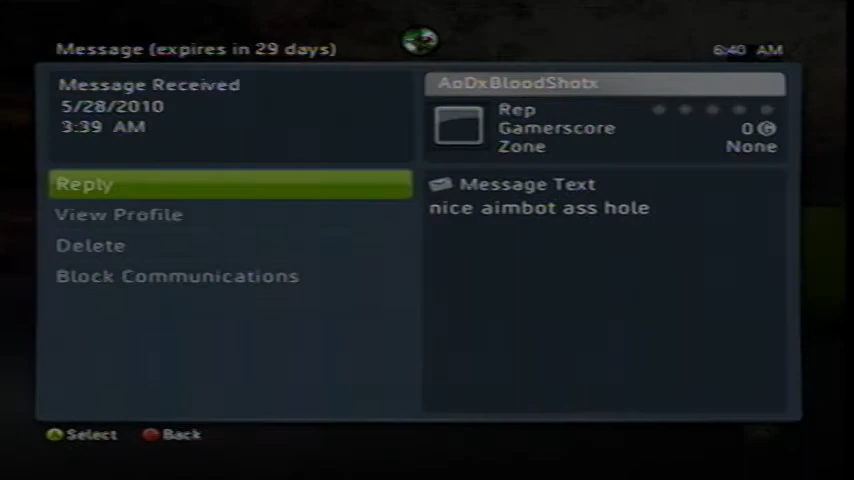 Message (expires in 29 days)
6:40 AM
Message Received
5/28/2010
3:39 AM
AoDxBloodShotx
Rep
Gamerscore 0 G
Zone None
Reply
View Profile
Delete
Block Communications
Message Text
nice aimbot ass hole
A Select
B Back